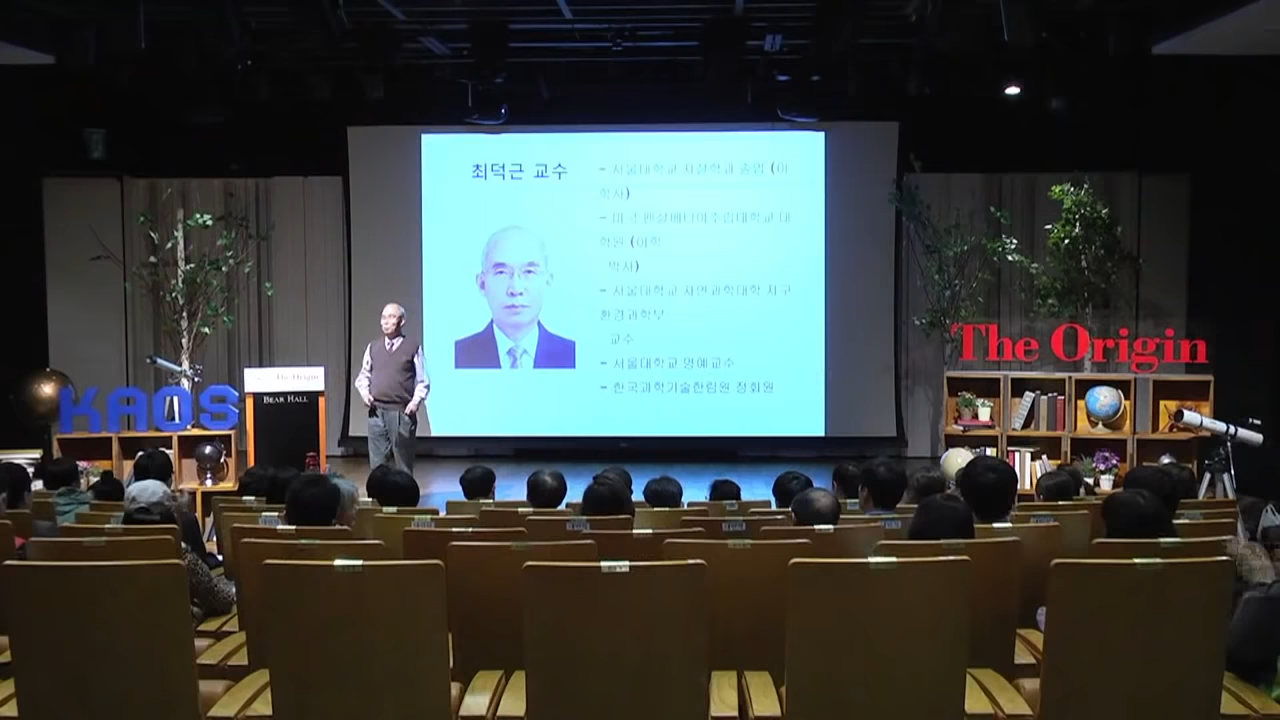 최덕근 교수
- 서울대학교 지질학과 졸업 (이
학사)
- 미국 펜실베니아주립대학교 대
학원 (이학
박사)
- 서울대학교 자연과학대학 지구
환경과학부
교수
- 서울대학교 명예교수
- 한국과학기술한림원 정회원
The Origin
KAOS
The Origin
BEAR HALL